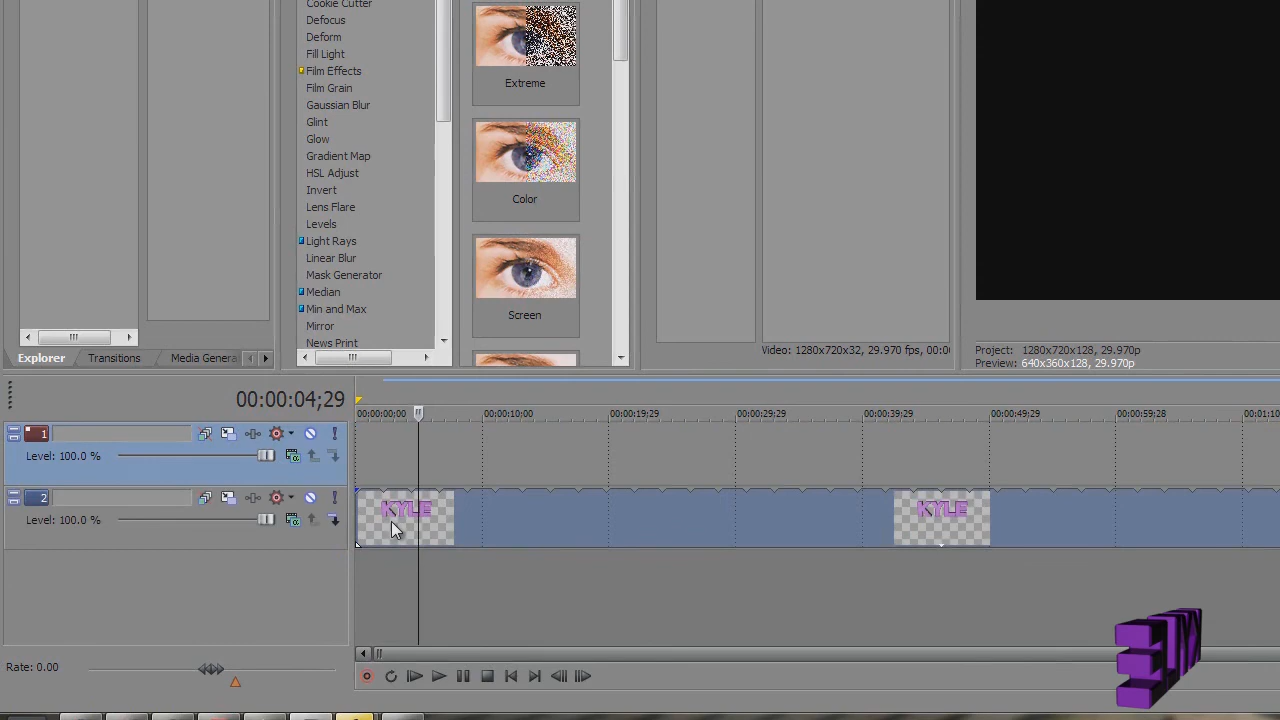 Cookie Cutter
Defocus
Deform
Fill Light
Film Effects
Film Grain
Gaussian Blur
Glint
Glow
Gradient Map
HSL Adjust
Invert
Lens Flare
Levels
Light Rays
Linear Blur
Mask Generator
Median
Min and Max
Mirror
News Print
Extreme
Color
Screen
Explorer
Transitions
Media Genera
Video: 1280x720x32, 29.970 fps, 00:0
Project: 1280x720x128, 29.970p
Preview: 640x360x128, 29.970p
00:00:04;29
00:00:00;00
00:00:10;00
00:00:19;29
00:00:29;29
00:00:39;29
00:00:49;29
00:00:59;28
00:01:10
1
Level: 100.0 %
2
Level: 100.0 %
KYLE
KYLE
Rate: 0.00